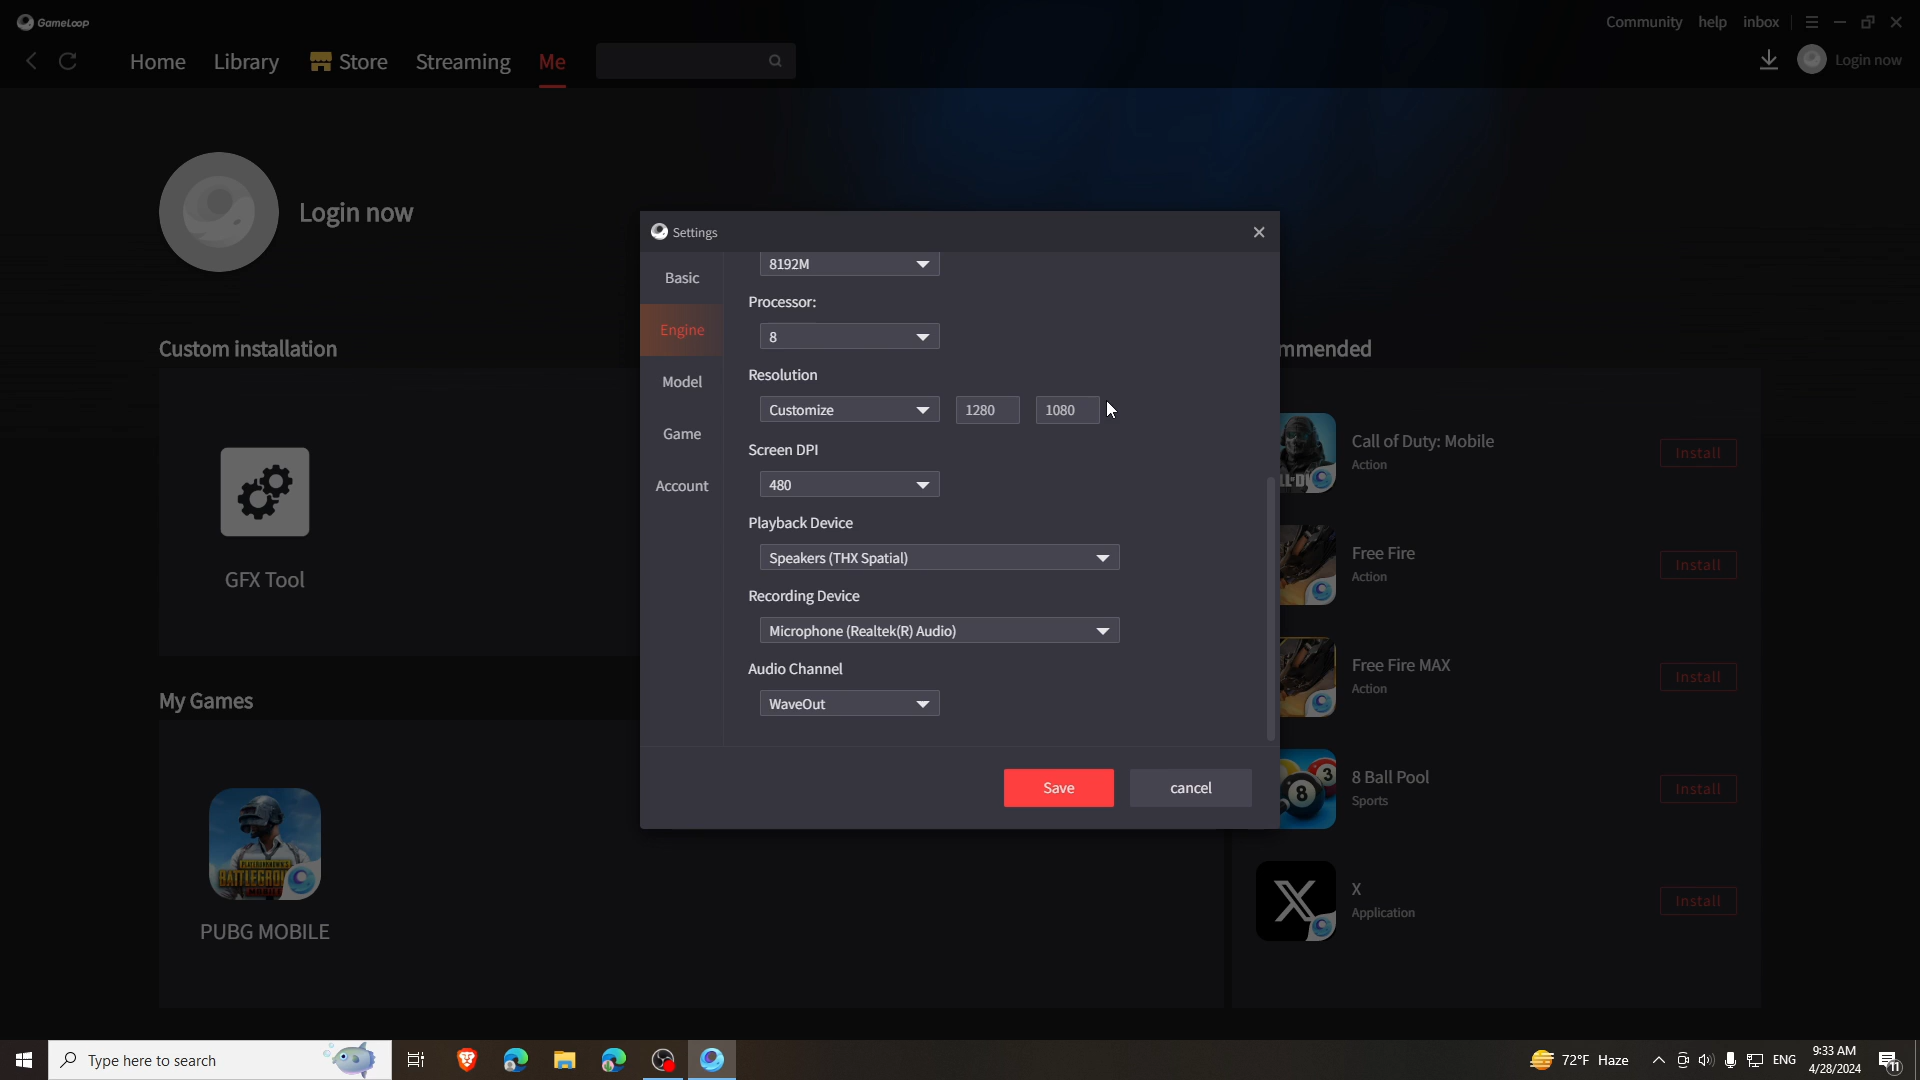 GameLoop
Community help inbox
Home Library Store Streaming Me
Login now
Login now
Settings
Basic
Engine
Model
Game
Account
8192M
Processor:
8
Resolution
Customize 1280 1080
Screen DPI
480
Playback Device
Speakers (THX Spatial)
Recording Device
Microphone (Realtek(R) Audio)
Audio Channel
WaveOut
Save cancel
Custom installation
GFX Tool
My Games
PUBG MOBILE
mmended
Call of Duty: Mobile
Action
Install
Free Fire
Action
Install
Free Fire MAX
Action
Install
8 Ball Pool
Sports
Install
X
Application
Install
Type here to search
72°F Haze
ENG
9:33 AM
4/28/2024
11